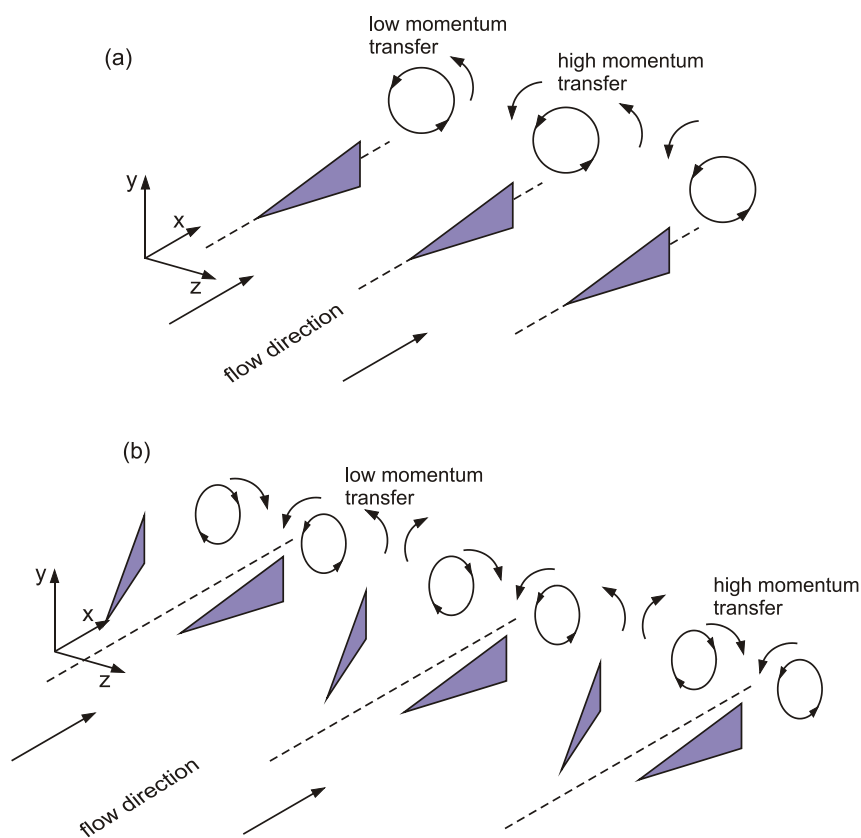 (a)
low momentum
transfer
high momentum
transfer
y
x
z
flow direction
(b)
low momentum
transfer
high momentum
transfer
y
x
z
flow direction